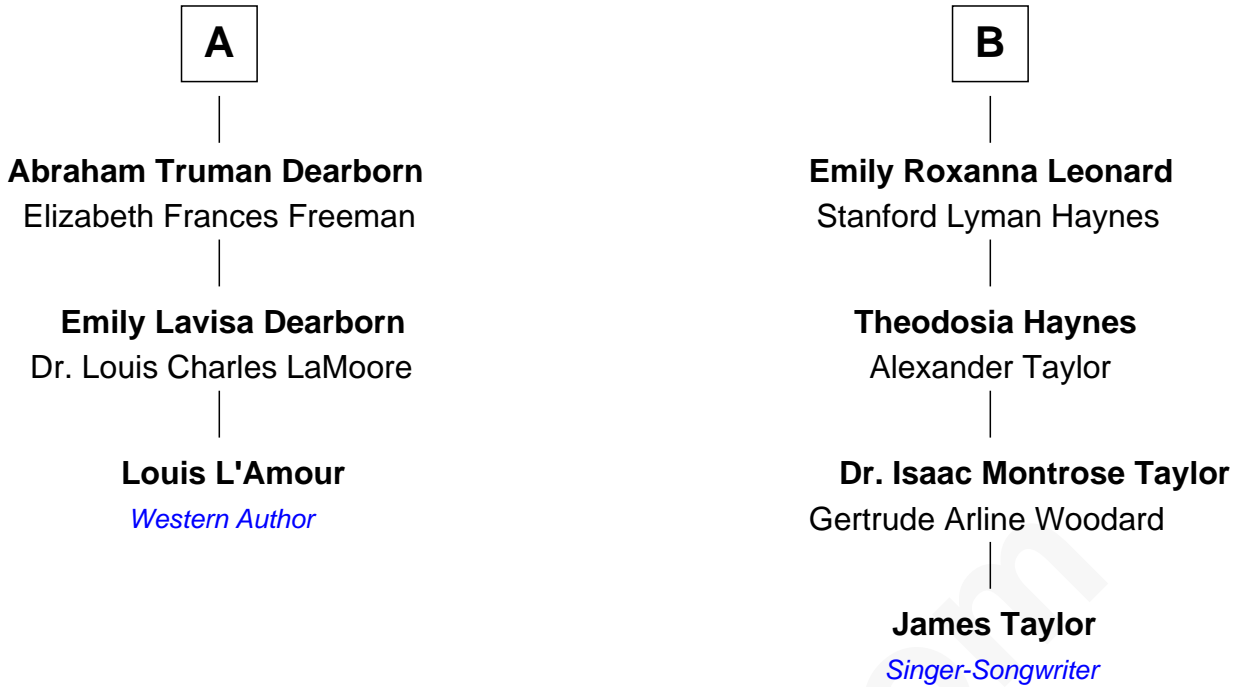 A
Abraham Truman Dearborn
Elizabeth Frances Freeman
Emily Lavisa Dearborn
Dr. Louis Charles LaMoore
Louis L'Amour
Western Author
B
Emily Roxanna Leonard
Stanford Lyman Haynes
Theodosia Haynes
Alexander Taylor
Dr. Isaac Montrose Taylor
Gertrude Arline Woodard
James Taylor
Singer-Songwriter